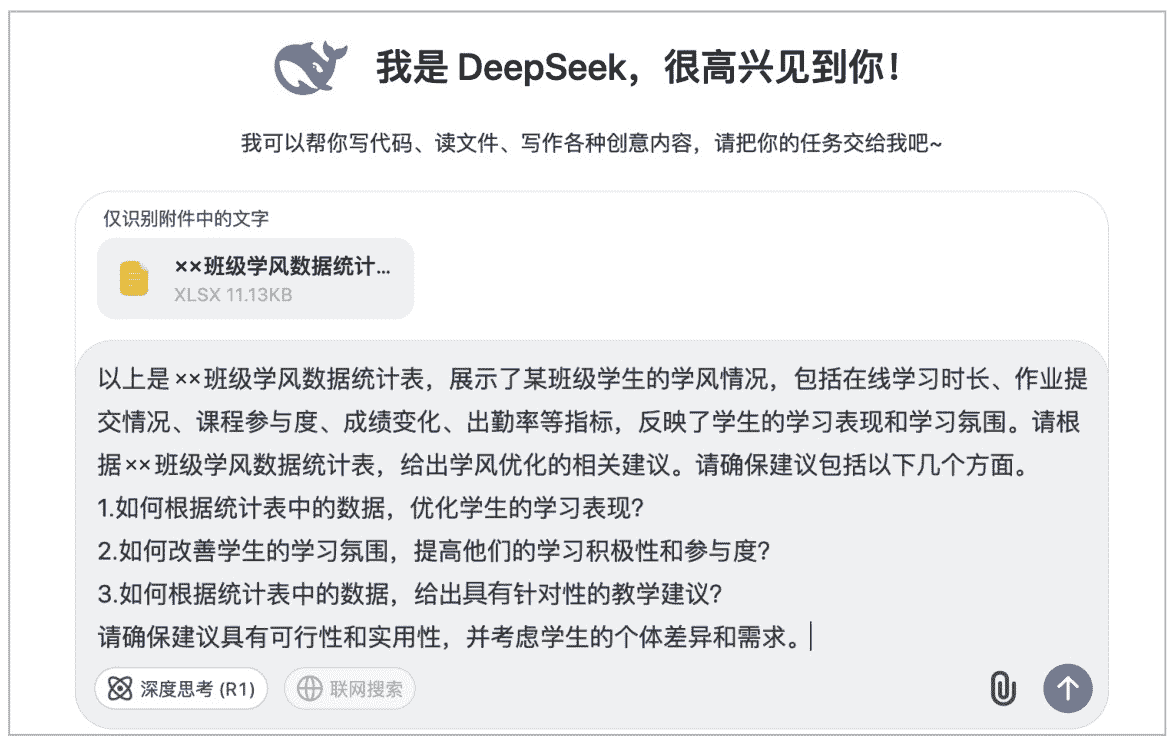 我是 DeepSeek，很高兴见到你！
我可以帮你写代码、读文件、写作各种创意内容，请把你的任务交给我吧~
仅识别附件中的文字
××班级学风数据统计...
XLSX 11.13KB
以上是××班级学风数据统计表，展示了某班级学生的学风情况，包括在线学习时长、作业提
交情况、课程参与度、成绩变化、出勤率等指标，反映了学生的学习表现和学习氛围。请根
据××班级学风数据统计表，给出学风优化的相关建议。请确保建议包括以下几个方面。
1.如何根据统计表中的数据，优化学生的学习表现？
2.如何改善学生的学习氛围，提高他们的学习积极性和参与度？
3.如何根据统计表中的数据，给出具有针对性的教学建议？
请确保建议具有可行性和实用性，并考虑学生的个体差异和需求。
深度思考 (R1) 联网搜索